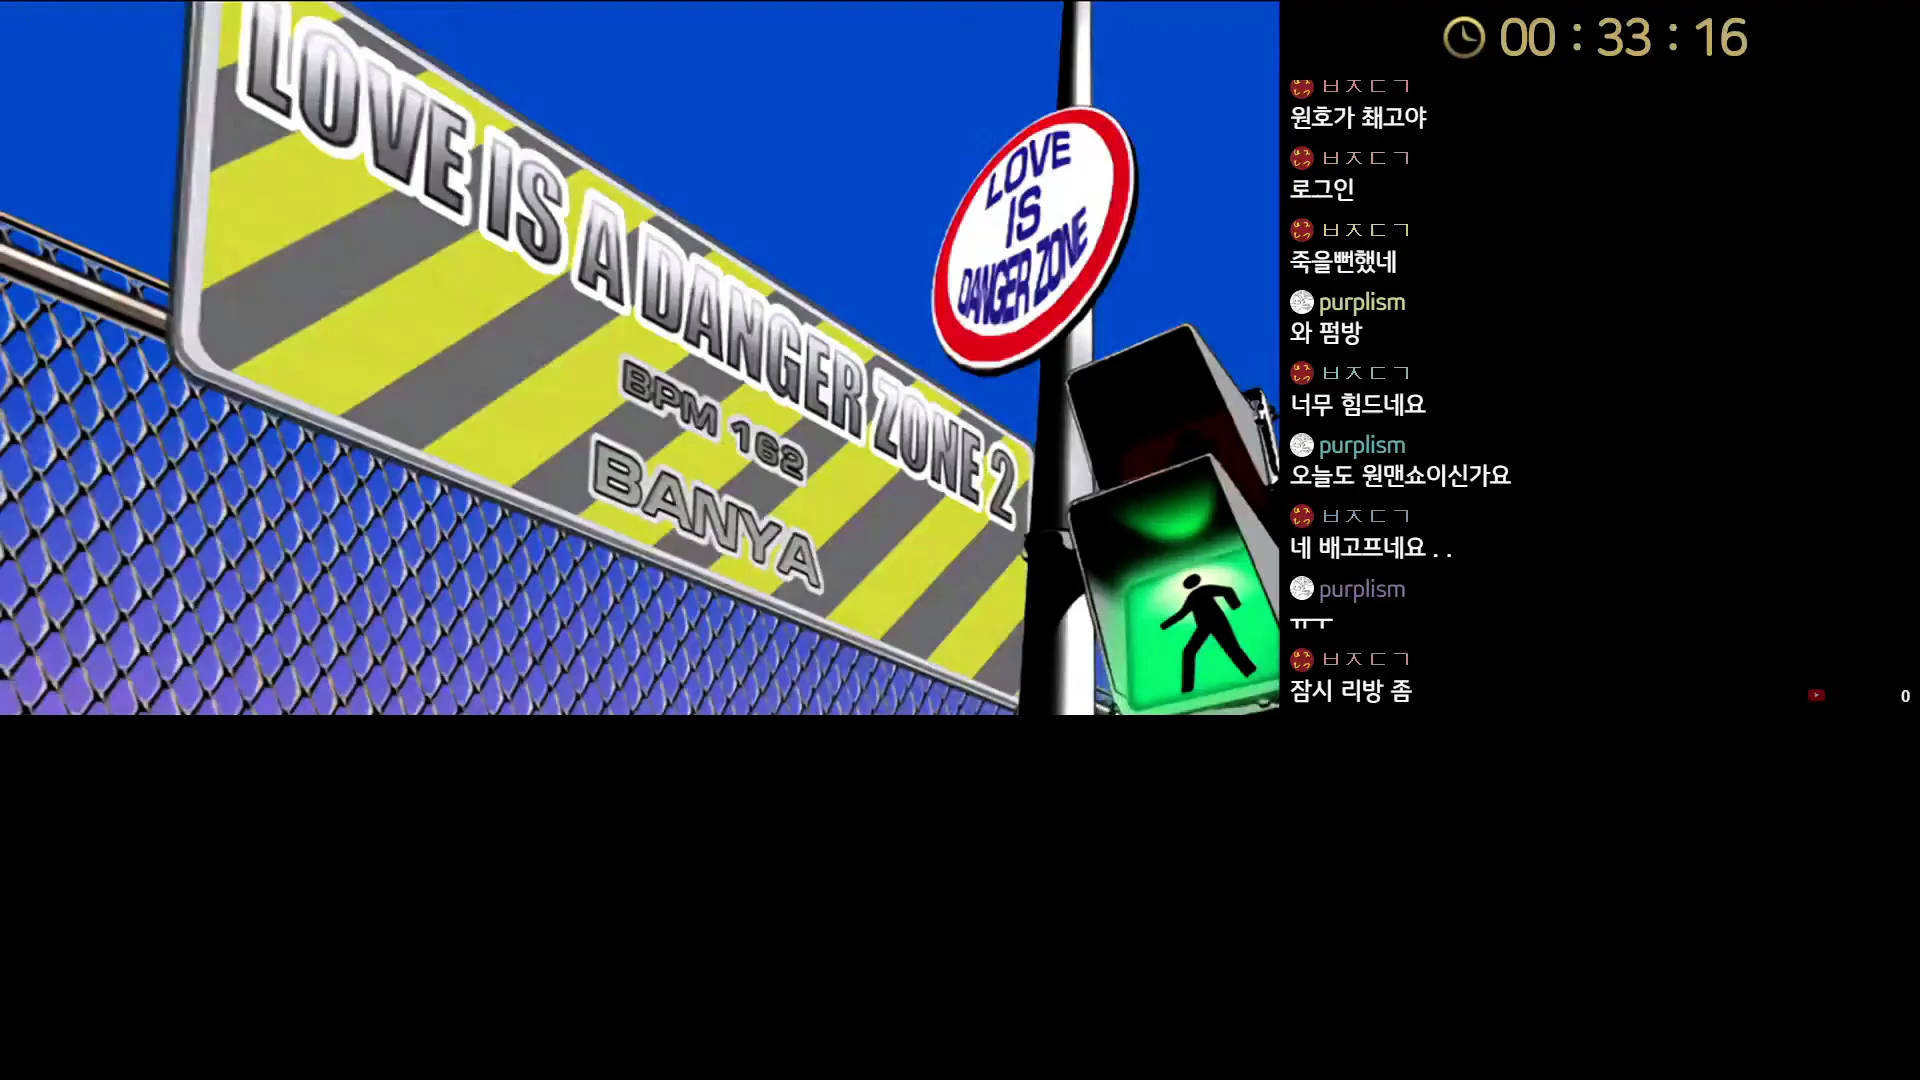 LOVE IS A DANGER ZONE 2
BPM 162
BANYA
LOVE
IS
DANGER ZONE
00 : 33 : 16
ㅂㅈㄷㄱ
원호가 채고야
ㅂㅈㄷㄱ
로그인
ㅂㅈㄷㄱ
죽을뻔했네
purplism
와 펌방
ㅂㅈㄷㄱ
너무 힘드네요
purplism
오늘도 원맨쇼이신가요
ㅂㅈㄷㄱ
네 배고프네요 . .
purplism
ㅠㅜ
ㅂㅈㄷㄱ
잠시 리방 좀
0